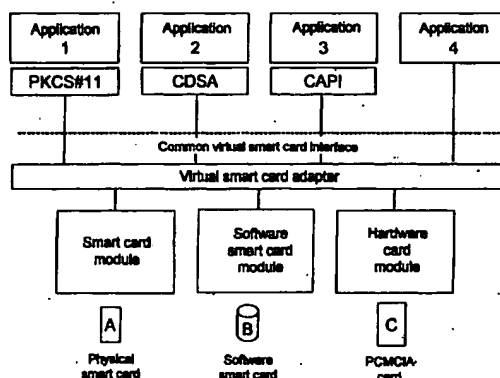 Application
1
Application
2
Application
3
Application
4
PKCS#11
CDSA
CAPI
Common virtual smart card interface
Virtual smart card adapter
Smart card
module
Software
smart card
module
Hardware
card
module
A
B
C
Physical
smart card
Software
smart card
PCMCIA-
card